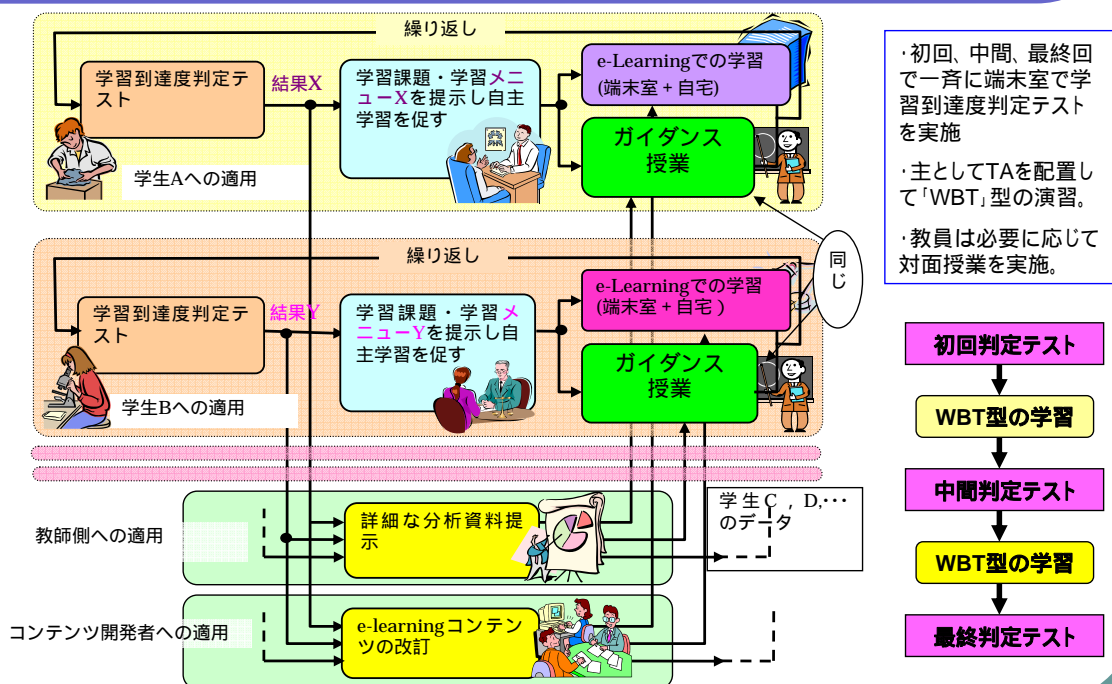 繰り返し
学習到達度判定テ
スト
結果X
学習課題・学習メニ
ューXを提示し自主
学習を促す
e-Learningでの学習
(端末室 + 自宅)
ガイダンス
授業
学生Aへの適用
繰り返し
学習到達度判定テ
スト
結果Y
学習課題・学習メ
ニューYを提示し自
主学習を促す
e-Learningでの学習
(端末室 + 自宅 )
ガイダンス
授業
学生Bへの適用
同
じ
教師側への適用
詳細な分析資料提
示
学生C , D,･･･
のデータ
コンテンツ開発者への適用
e-learningコンテン
ツの改訂
･初回、中間、最終回
で一斉に端末室で学
習到達度判定テスト
を実施
･主としてTAを配置し
て｢WBT｣型の演習。
･教員は必要に応じて
対面授業を実施。
初回判定テスト
WBT型の学習
中間判定テスト
WBT型の学習
最終判定テスト